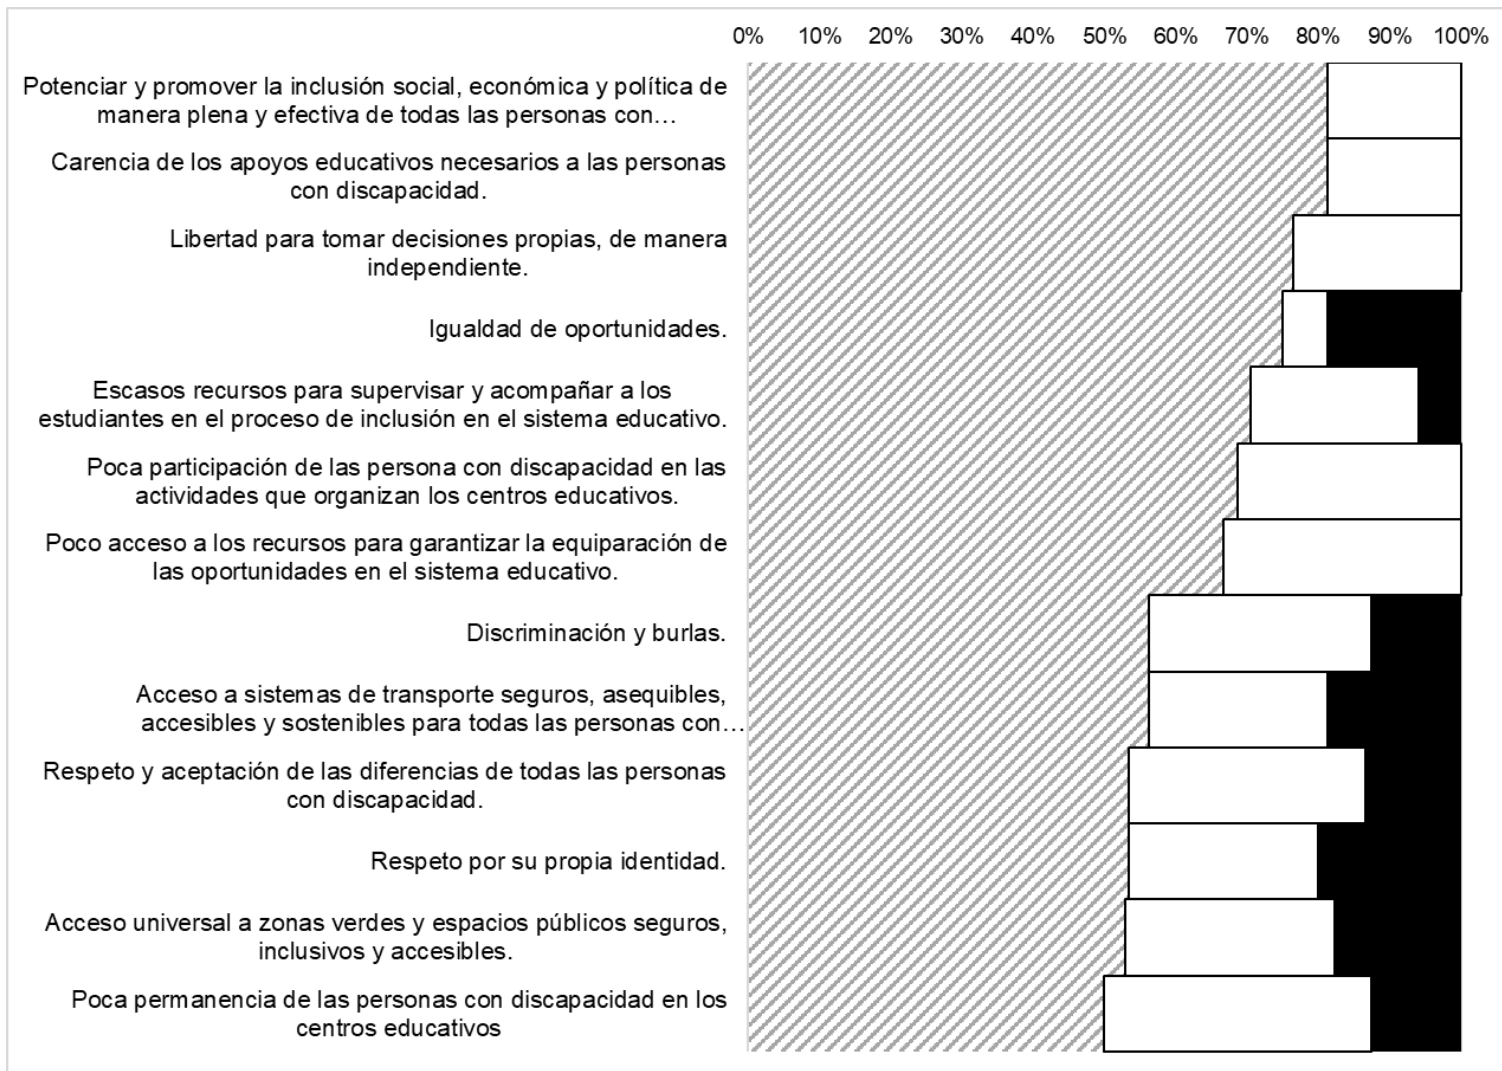 0% 10% 20% 30% 40% 50% 60% 70% 80% 90% 100%
Potenciar y promover la inclusión social, económica y política de
manera plena y efectiva de todas las personas con…
Carencia de los apoyos educativos necesarios a las personas
con discapacidad.
Libertad para tomar decisiones propias, de manera
independiente.
Igualdad de oportunidades.
Escasos recursos para supervisar y acompañar a los
estudiantes en el proceso de inclusión en el sistema educativo.
Poca participación de las persona con discapacidad en las
actividades que organizan los centros educativos.
Poco acceso a los recursos para garantizar la equiparación de
las oportunidades en el sistema educativo.
Discriminación y burlas.
Acceso a sistemas de transporte seguros, asequibles,
accesibles y sostenibles para todas las personas con…
Respeto y aceptación de las diferencias de todas las personas
con discapacidad.
Respeto por su propia identidad.
Acceso universal a zonas verdes y espacios públicos seguros,
inclusivos y accesibles.
Poca permanencia de las personas con discapacidad en los
centros educativos